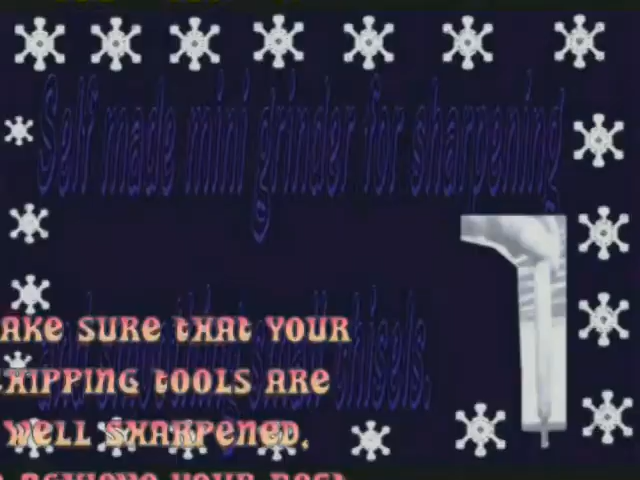 Self made mini grinder for sharpening
and smoothing small chisels.
AKE SURE tHAT YOUR
HIPPING tOOLS ARE
WELL SHARPENED.